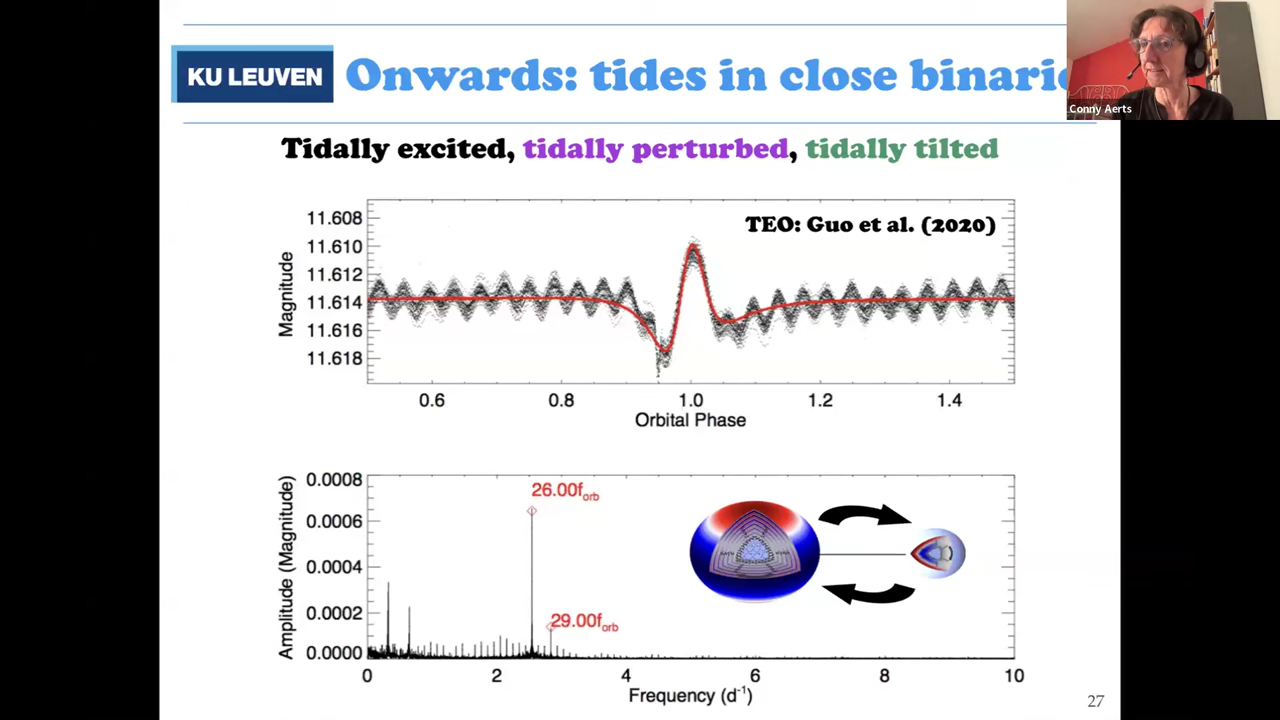 KU LEUVEN
Onwards: tides in close binarie
Conny Aerts
Tidally excited, tidally perturbed, tidally tilted
TEO: Guo et al. (2020)
11.608
11.610
11.612
11.614
11.616
11.618
Magnitude
0.6 0.8 1.0 1.2 1.4
Orbital Phase
0.0008
0.0006
0.0004
0.0002
0.0000
Amplitude (Magnitude)
26.00forb
29.00forb
0 2 4 6 8 10
Frequency (d-1)
27